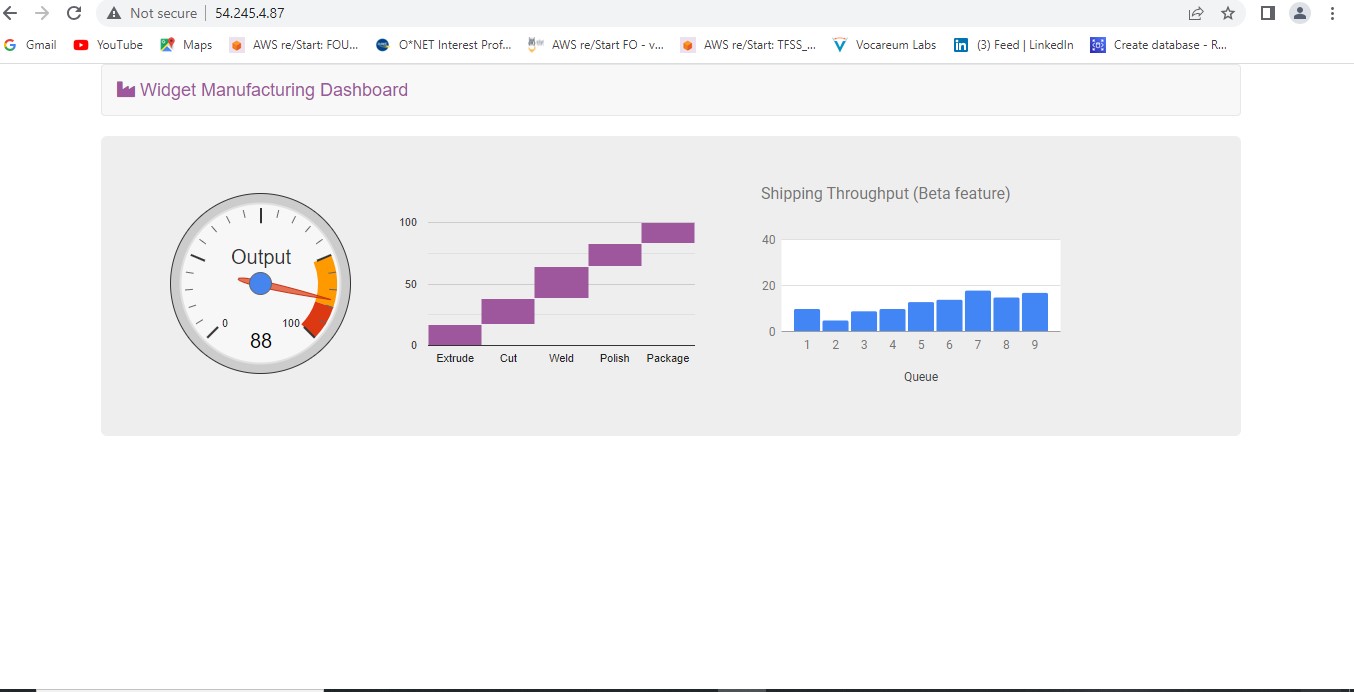 Not secure 54.245.4.87
Gmail YouTube Maps AWS re/Start: FOU... O*NET Interest Prof... AWS re/Start FO - v... AWS re/Start: TFSS_... Vocareum Labs (3) Feed | LinkedIn Create database - R...
Widget Manufacturing Dashboard
Output
0 100
88
100
50
0
Extrude Cut Weld Polish Package
Shipping Throughput (Beta feature)
40
20
0
1 2 3 4 5 6 7 8 9
Queue